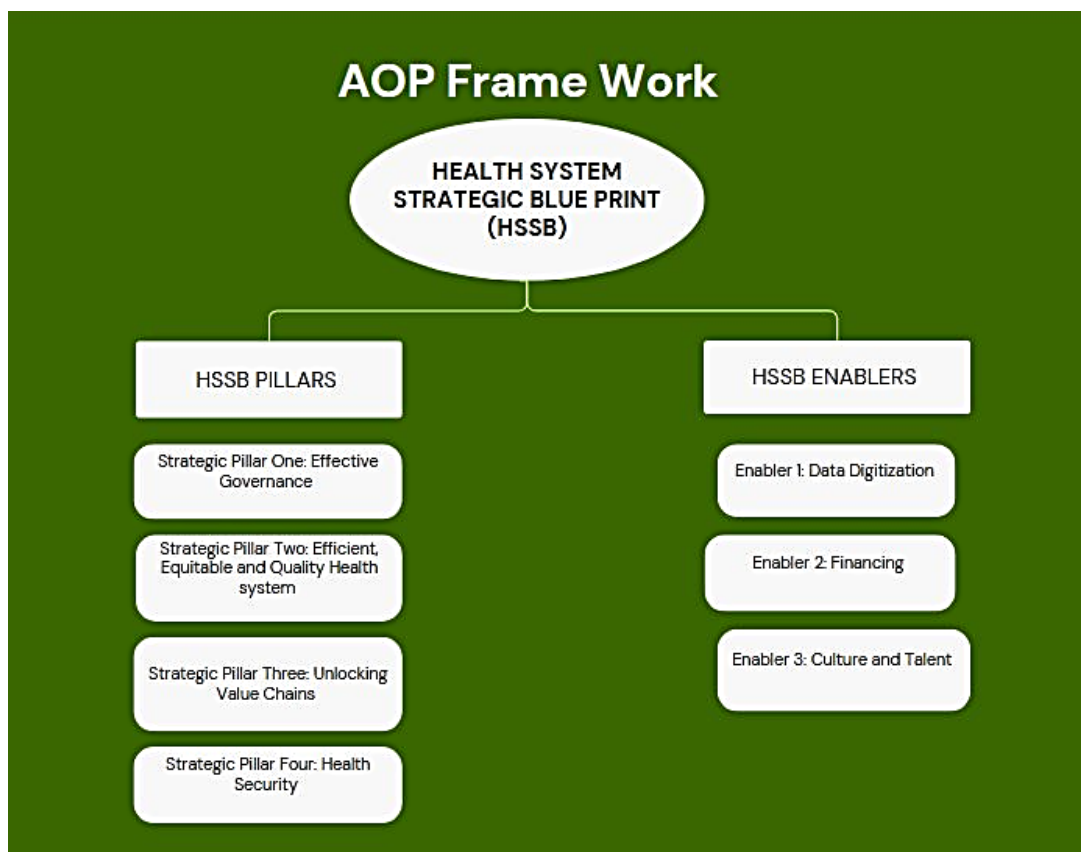 AOP Frame Work
HEALTH SYSTEM
STRATEGIC BLUE PRINT
(HSSB)
HSSB PILLARS
Strategic Pillar One: Effective
Governance
Strategic Pillar Two: Efficient,
Equitable and Quality Health
system
Strategic Pillar Three: Unlocking
Value Chains
Strategic Pillar Four: Health
Security
HSSB ENABLERS
Enabler 1: Data Digitization
Enabler 2: Financing
Enabler 3: Culture and Talent